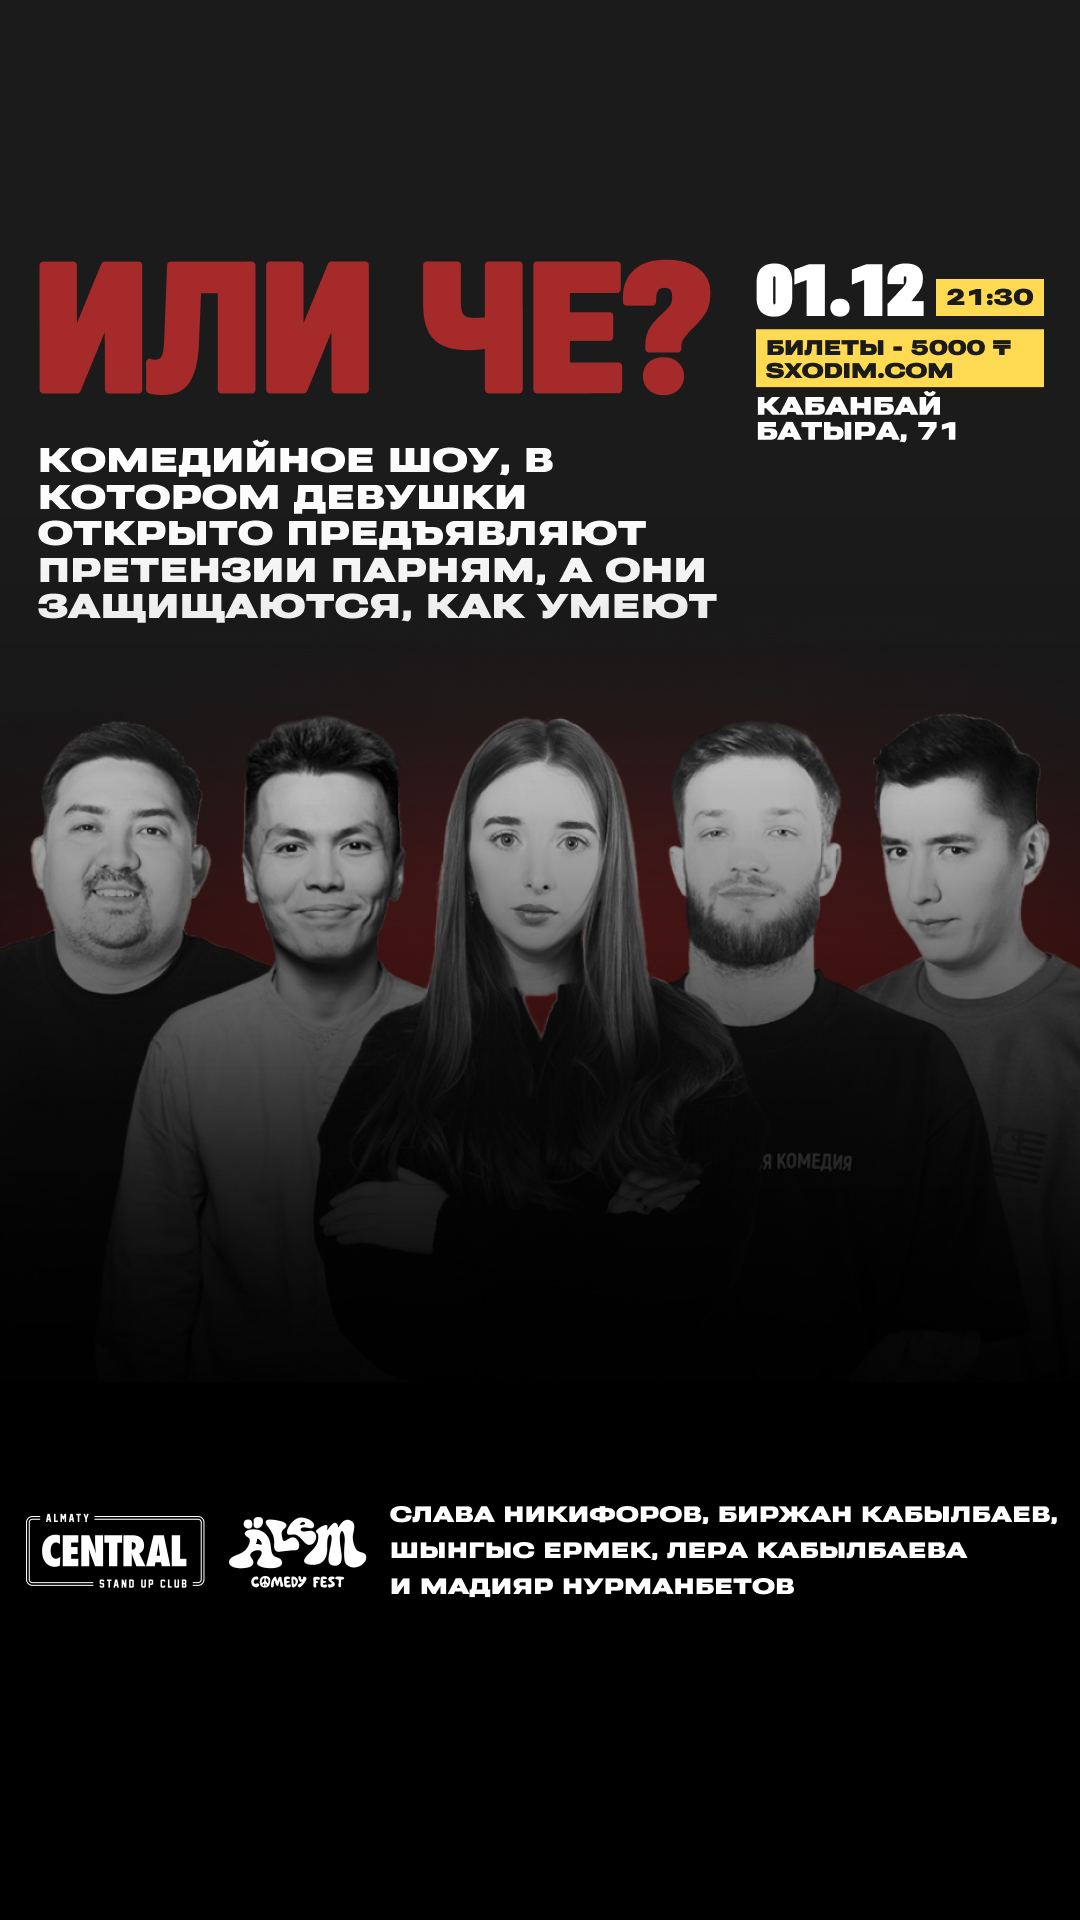 ИЛИ ЧЕ?
01.12
21:30
БИЛЕТЫ - 5000 ₸
SXODIM.COM
КАБАНБАЙ
БАТЫРА, 71
КОМЕДИЙНОЕ ШОУ, В
КОТОРОМ ДЕВУШКИ
ОТКРЫТО ПРЕДЪЯВЛЯЮТ
ПРЕТЕНЗИИ ПАРНЯМ, А ОНИ
ЗАЩИЩАЮТСЯ, КАК УМЕЮТ
Я КОМЕДИЯ
ALMATY
CENTRAL
STAND UP CLUB
ÄLEM
COMEDY FEST
СЛАВА НИКИФОРОВ, БИРЖАН КАБЫЛБАЕВ,
ШЫНГЫС ЕРМЕК, ЛЕРА КАБЫЛБАЕВА
И МАДИЯР НУРМАНБЕТОВ